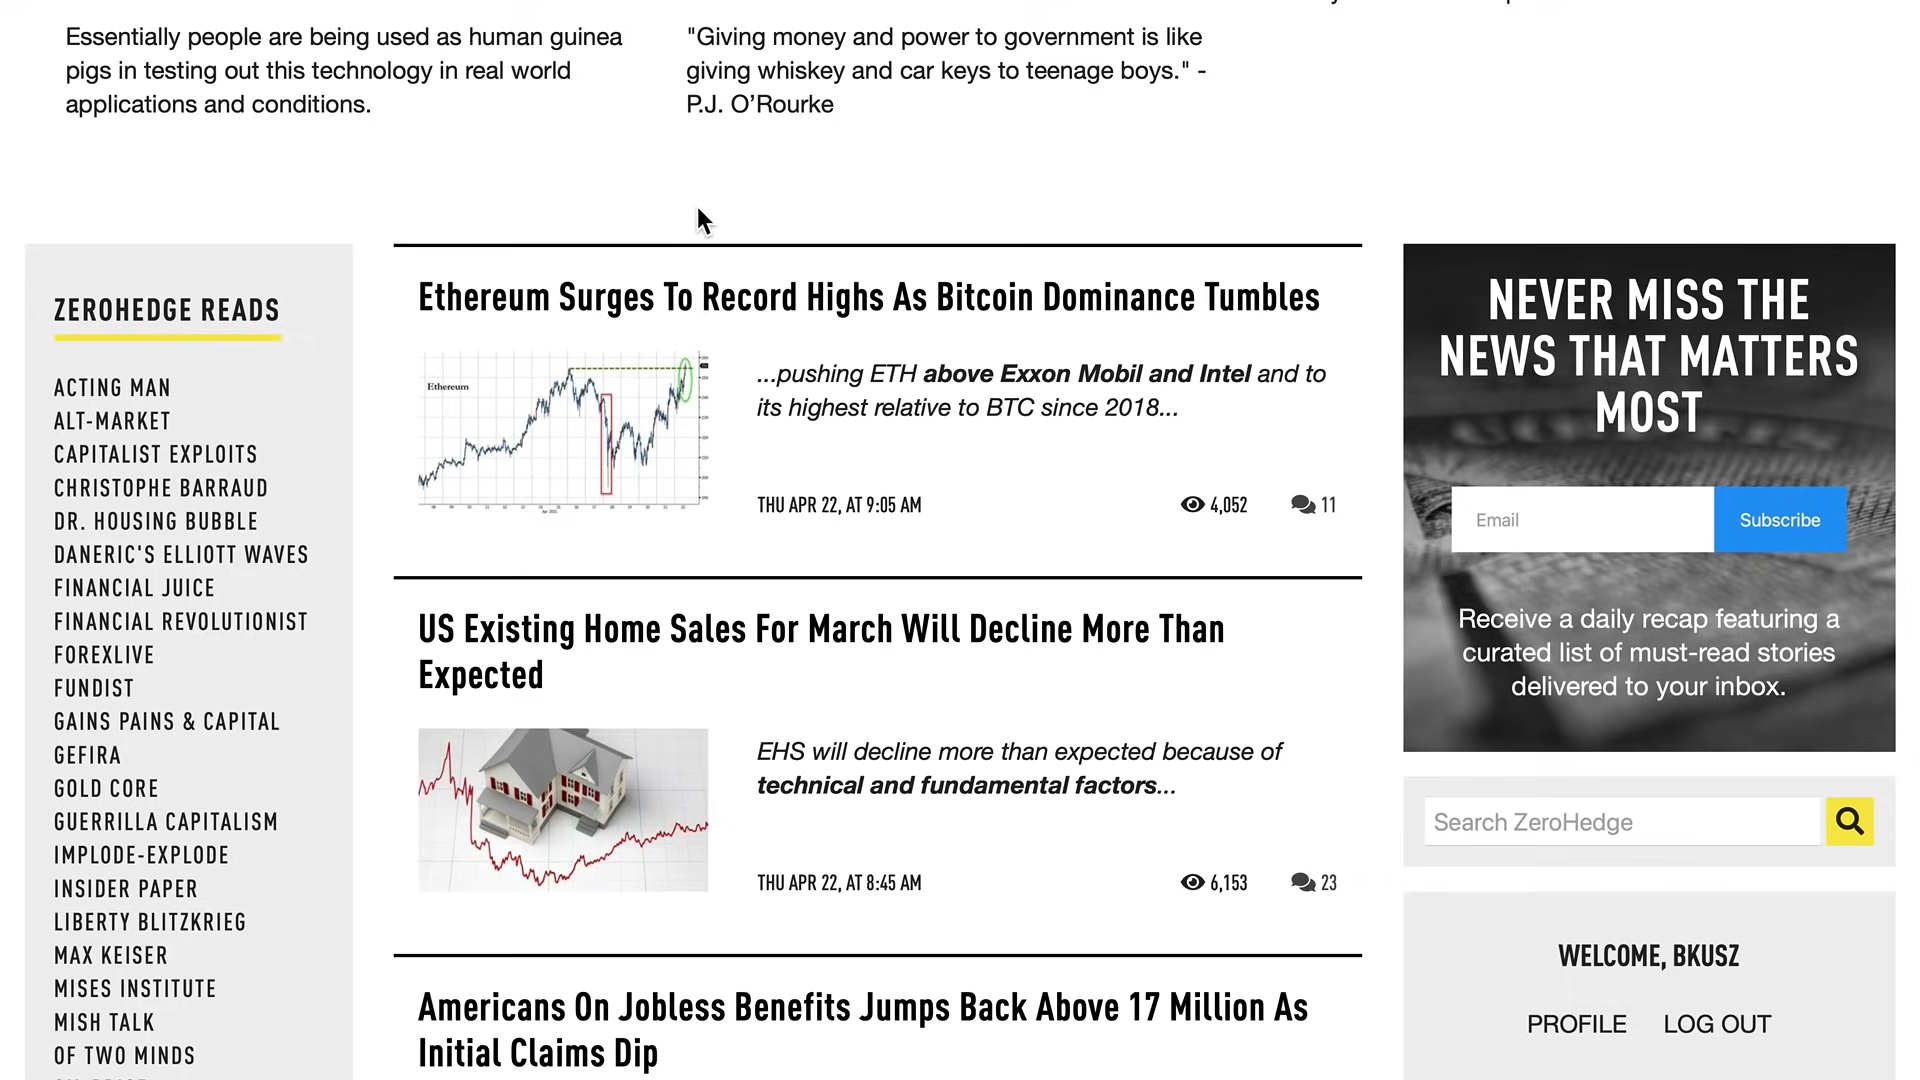 Essentially people are being used as human guinea
pigs in testing out this technology in real world
applications and conditions.
"Giving money and power to government is like
giving whiskey and car keys to teenage boys." -
P.J. O’Rourke
ZEROHEDGE READS
ACTING MAN
ALT-MARKET
CAPITALIST EXPLOITS
CHRISTOPHE BARRAUD
DR. HOUSING BUBBLE
DANERIC'S ELLIOTT WAVES
FINANCIAL JUICE
FINANCIAL REVOLUTIONIST
FOREXLIVE
FUNDIST
GAINS PAINS & CAPITAL
GEFIRA
GOLD CORE
GUERRILLA CAPITALISM
IMPLODE-EXPLODE
INSIDER PAPER
LIBERTY BLITZKRIEG
MAX KEISER
MISES INSTITUTE
MISH TALK
OF TWO MINDS
Ethereum Surges To Record Highs As Bitcoin Dominance Tumbles
Ethereum
...pushing ETH above Exxon Mobil and Intel and to
its highest relative to BTC since 2018...
THU APR 22, AT 9:05 AM
4,052
11
US Existing Home Sales For March Will Decline More Than
Expected
EHS will decline more than expected because of
technical and fundamental factors...
THU APR 22, AT 8:45 AM
6,153
23
Americans On Jobless Benefits Jumps Back Above 17 Million As
Initial Claims Dip
NEVER MISS THE
NEWS THAT MATTERS
MOST
Email
Subscribe
Receive a daily recap featuring a
curated list of must-read stories
delivered to your inbox.
Search ZeroHedge
WELCOME, BKUSZ
PROFILE
LOG OUT